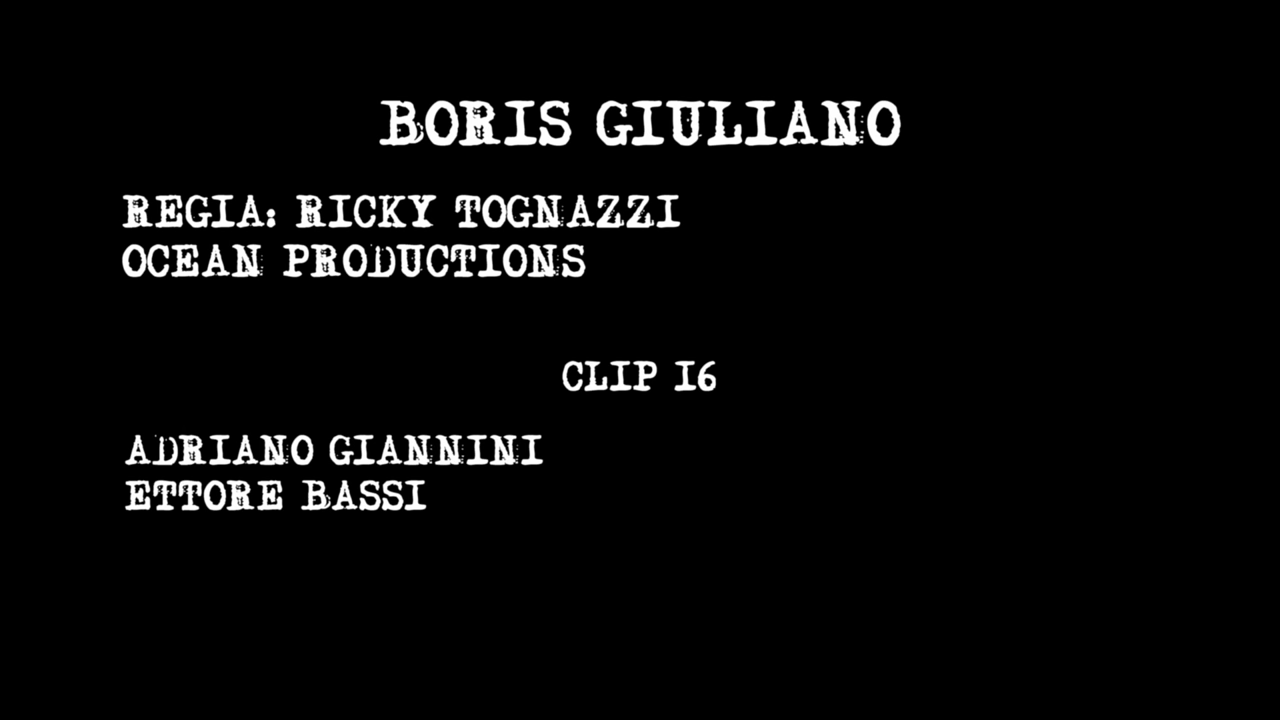 BORIS GIULIANO
REGIA: RICKY TOGNAZZI
OCEAN PRODUCTIONS
CLIP 16
ADRIANO GIANNINI
ETTORE BASSI